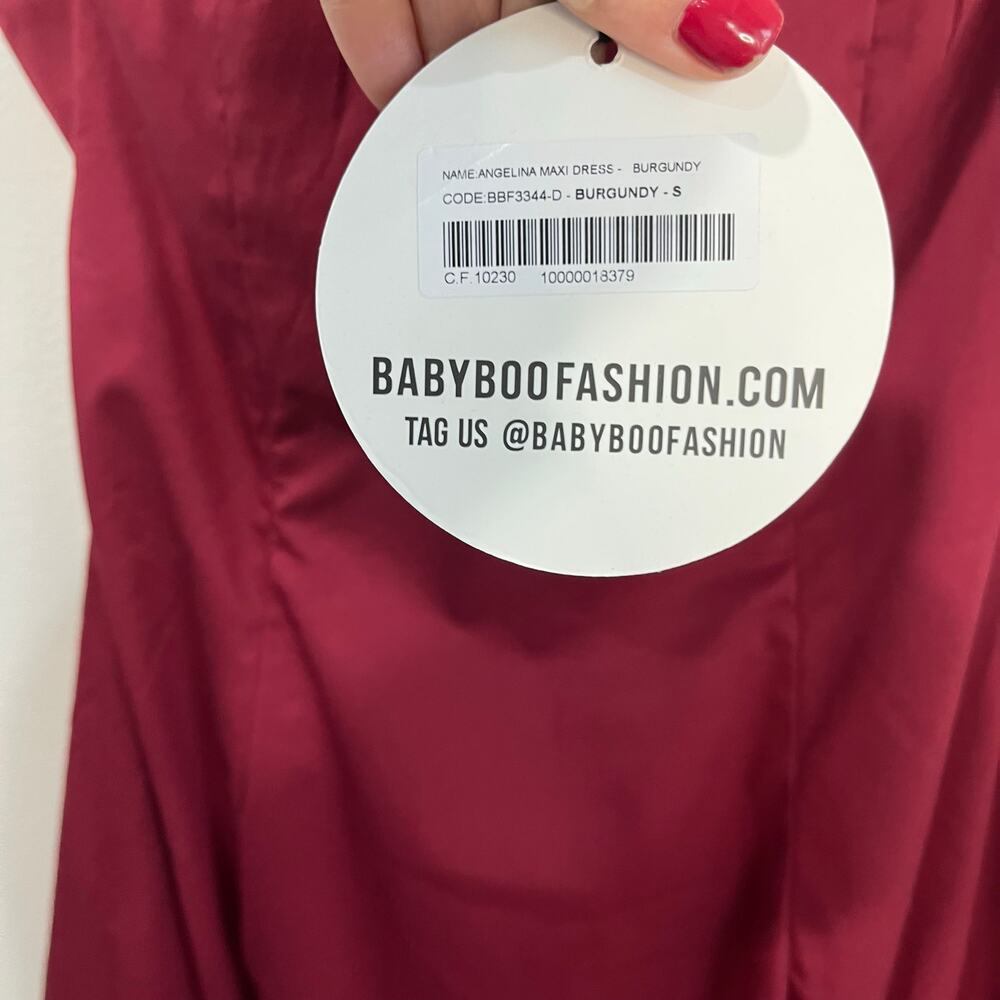 NAME:ANGELINA MAXI DRESS - BURGUNDY
CODE:BBF3344-D - BURGUNDY - S
C.F.10230 10000018379
BABYBOOFASHION.COM
TAG US @BABYBOOFASHION